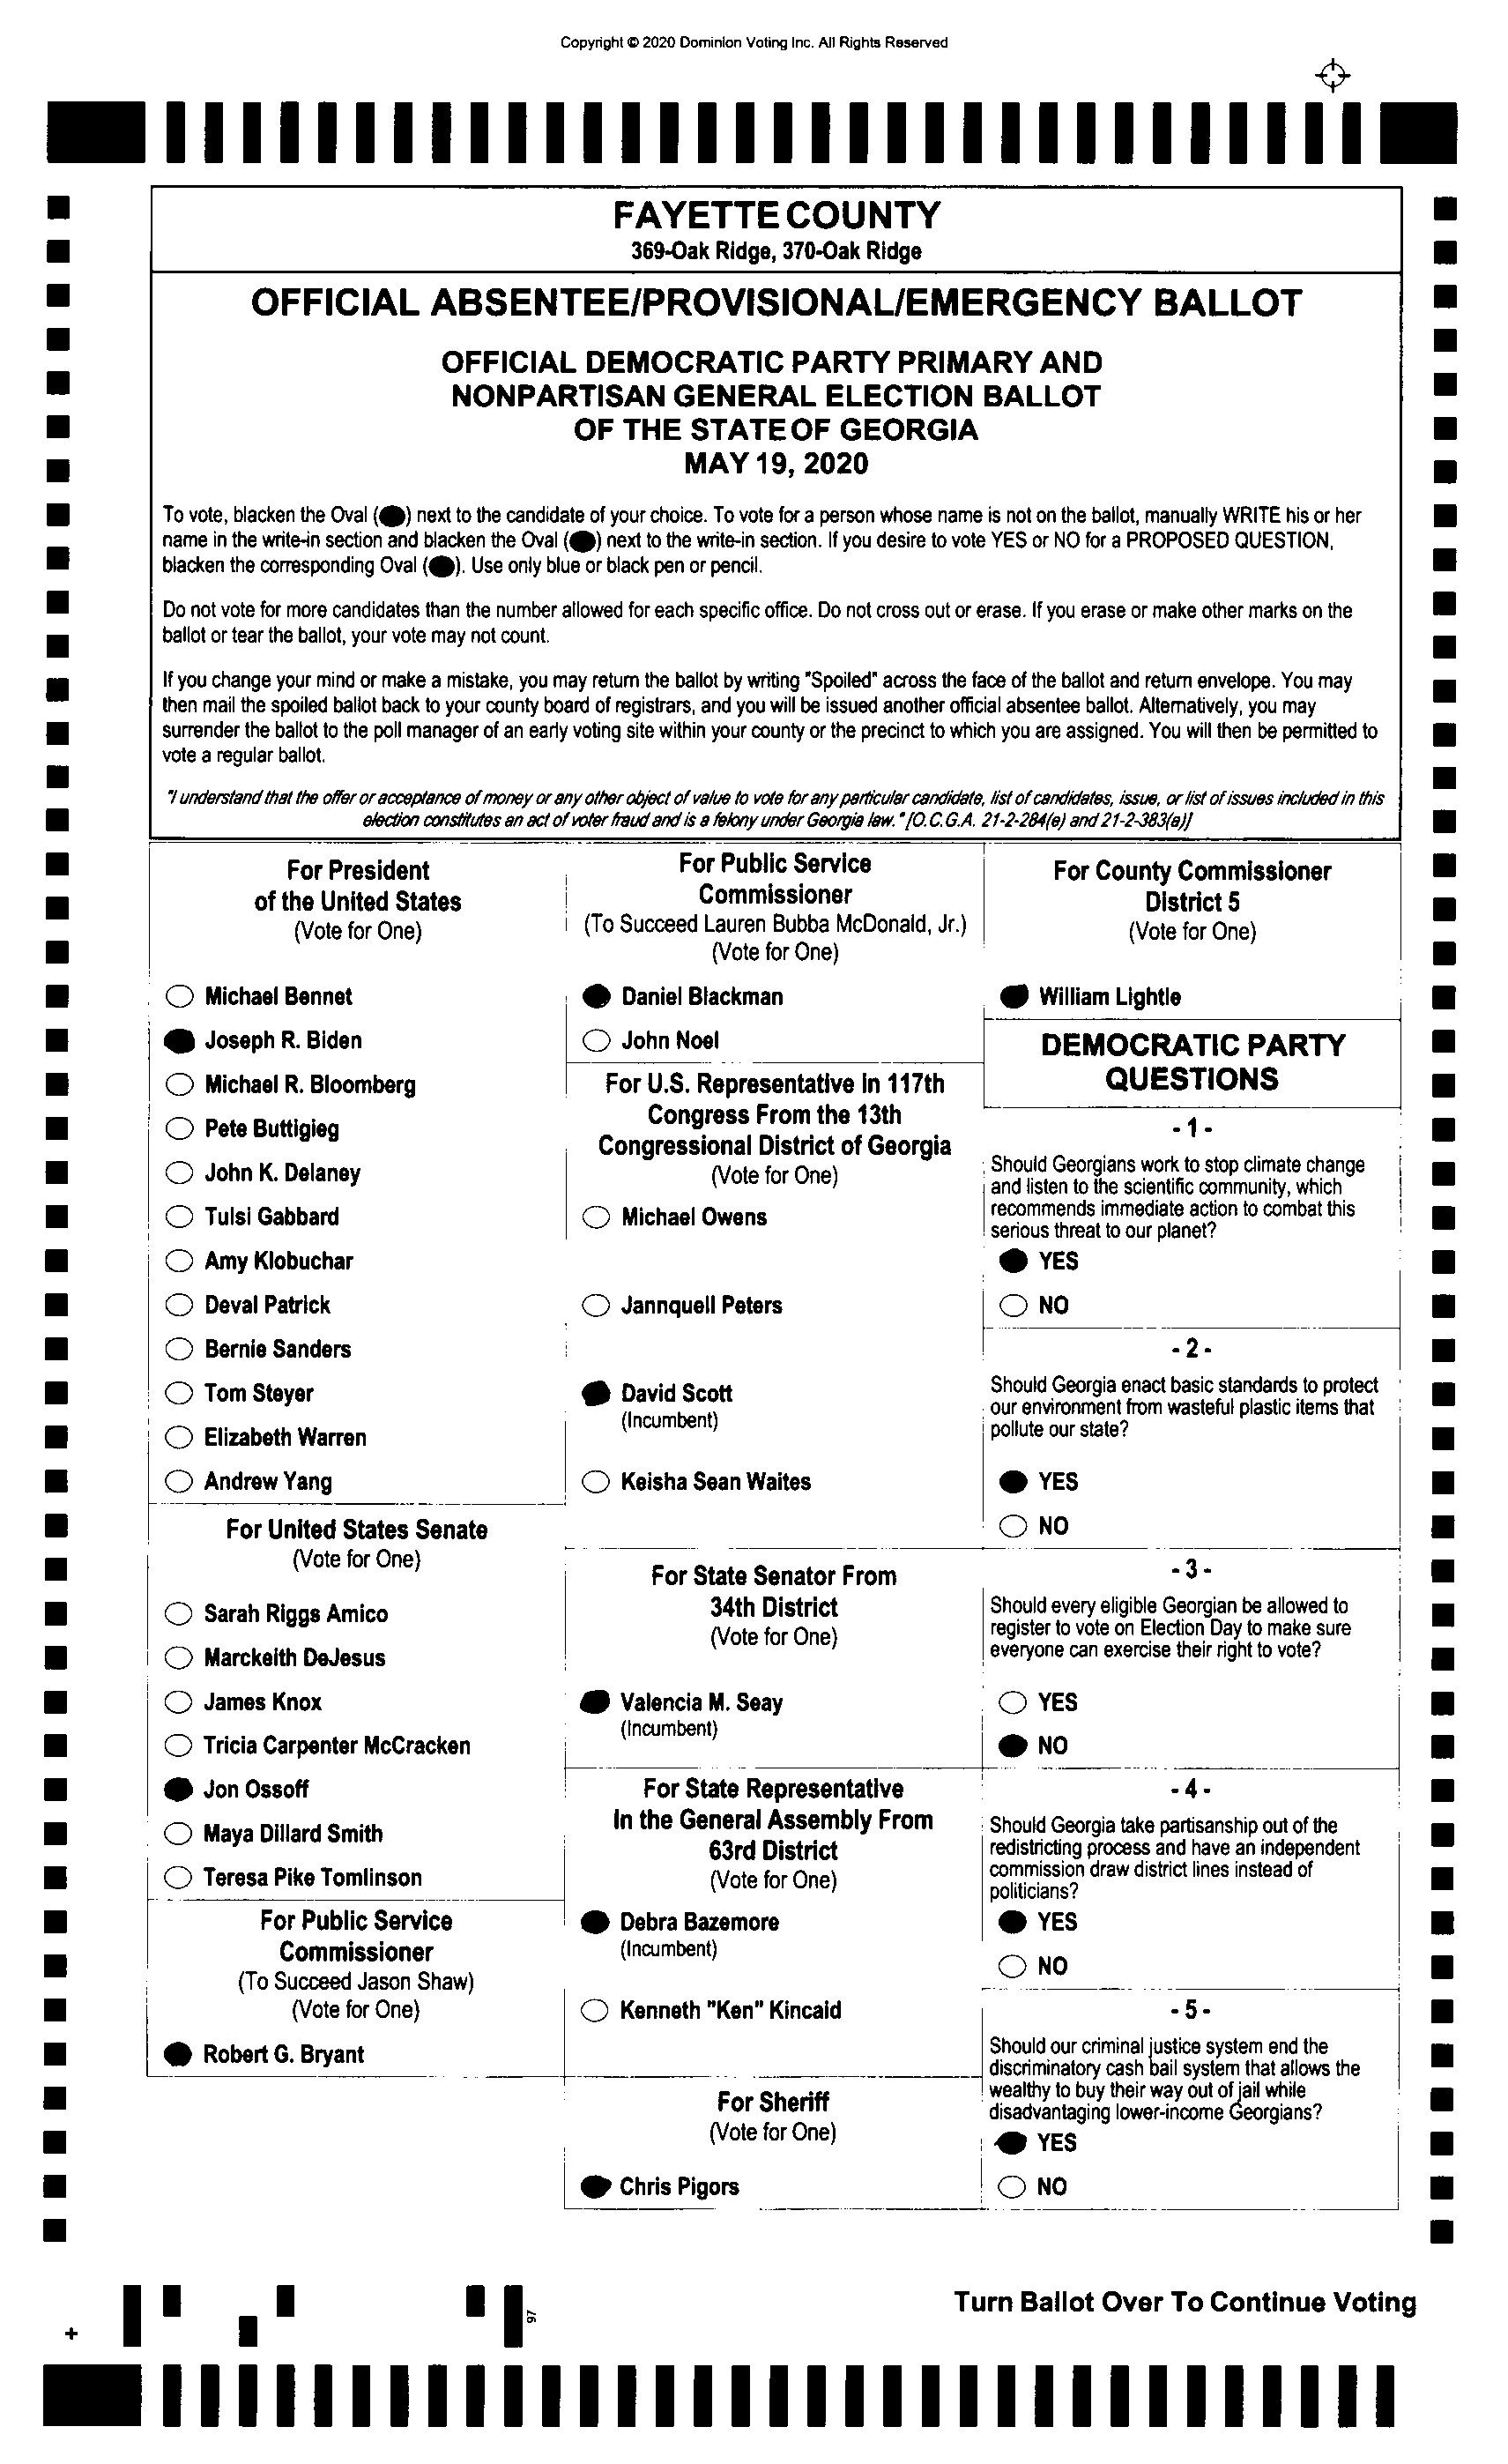 Copyright © 2020 Dominion Voting Inc. All Rights Reserved
FAYETTE COUNTY
369-Oak Ridge, 370-Oak Ridge
OFFICIAL ABSENTEE/PROVISIONAL/EMERGENCY BALLOT
OFFICIAL DEMOCRATIC PARTY PRIMARY AND
NONPARTISAN GENERAL ELECTION BALLOT
OF THE STATE OF GEORGIA
MAY 19, 2020
To vote, blacken the Oval (⬬) next to the candidate of your choice. To vote for a person whose name is not on the ballot, manually WRITE his or her
name in the write-in section and blacken the Oval (⬬) next to the write-in section. If you desire to vote YES or NO for a PROPOSED QUESTION,
blacken the corresponding Oval (⬬). Use only blue or black pen or pencil.
Do not vote for more candidates than the number allowed for each specific office. Do not cross out or erase. If you erase or make other marks on the
ballot or tear the ballot, your vote may not count.
If you change your mind or make a mistake, you may return the ballot by writing "Spoiled" across the face of the ballot and return envelope. You may
then mail the spoiled ballot back to your county board of registrars, and you will be issued another official absentee ballot. Alternatively, you may
surrender the ballot to the poll manager of an early voting site within your county or the precinct to which you are assigned. You will then be permitted to
vote a regular ballot.
"I understand that the offer or acceptance of money or any other object of value to vote for any particular candidate, list of candidates, issue, or list of issues included in this
election constitutes an act of voter fraud and is a felony under Georgia law." [O.C.G.A. 21-2-284(e) and 21-2-383(a)]
For President
of the United States
(Vote for One)
Michael Bennet
Joseph R. Biden
Michael R. Bloomberg
Pete Buttigieg
John K. Delaney
Tulsi Gabbard
Amy Klobuchar
Deval Patrick
Bernie Sanders
Tom Steyer
Elizabeth Warren
Andrew Yang
For United States Senate
(Vote for One)
Sarah Riggs Amico
Marckeith DeJesus
James Knox
Tricia Carpenter McCracken
Jon Ossoff
Maya Dillard Smith
Teresa Pike Tomlinson
For Public Service
Commissioner
(To Succeed Jason Shaw)
(Vote for One)
Robert G. Bryant
For Public Service
Commissioner
(To Succeed Lauren Bubba McDonald, Jr.)
(Vote for One)
Daniel Blackman
John Noel
For U.S. Representative in 117th
Congress From the 13th
Congressional District of Georgia
(Vote for One)
Michael Owens
Jannquell Peters
David Scott
(Incumbent)
Keisha Sean Waites
For State Senator From
34th District
(Vote for One)
Valencia M. Seay
(Incumbent)
For State Representative
In the General Assembly From
63rd District
(Vote for One)
Debra Bazemore
(Incumbent)
Kenneth "Ken" Kincaid
For Sheriff
(Vote for One)
Chris Pigors
For County Commissioner
District 5
(Vote for One)
William Lightle
DEMOCRATIC PARTY
QUESTIONS
- 1 -
Should Georgians work to stop climate change
and listen to the scientific community, which
recommends immediate action to combat this
serious threat to our planet?
YES
NO
- 2 -
Should Georgia enact basic standards to protect
our environment from wasteful plastic items that
pollute our state?
YES
NO
- 3 -
Should every eligible Georgian be allowed to
register to vote on Election Day to make sure
everyone can exercise their right to vote?
YES
NO
- 4 -
Should Georgia take partisanship out of the
redistricting process and have an independent
commission draw district lines instead of
politicians?
YES
NO
- 5 -
Should our criminal justice system end the
discriminatory cash bail system that allows the
wealthy to buy their way out of jail while
disadvantaging lower-income Georgians?
YES
NO
97
Turn Ballot Over To Continue Voting